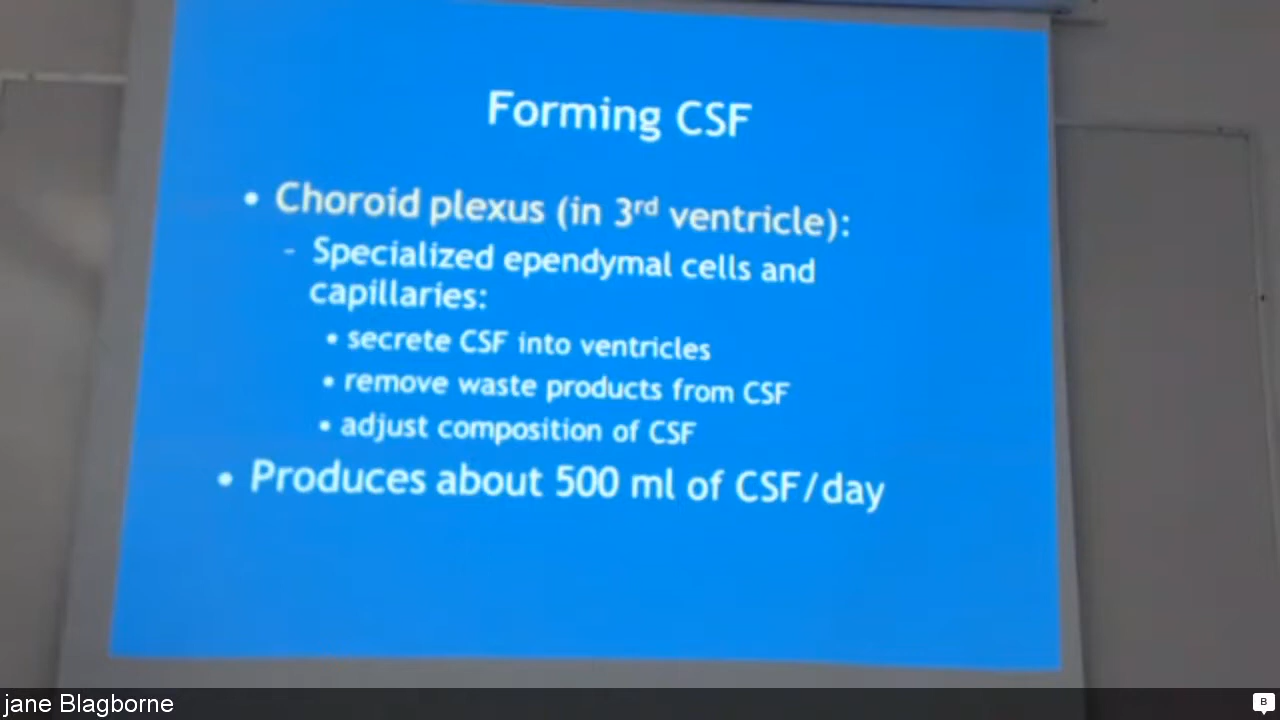 Forming CSF
• Choroid plexus (in 3rd ventricle):
- Specialized ependymal cells and
capillaries:
• secrete CSF into ventricles
• remove waste products from CSF
• adjust composition of CSF
• Produces about 500 ml of CSF/day
jane Blagborne
B